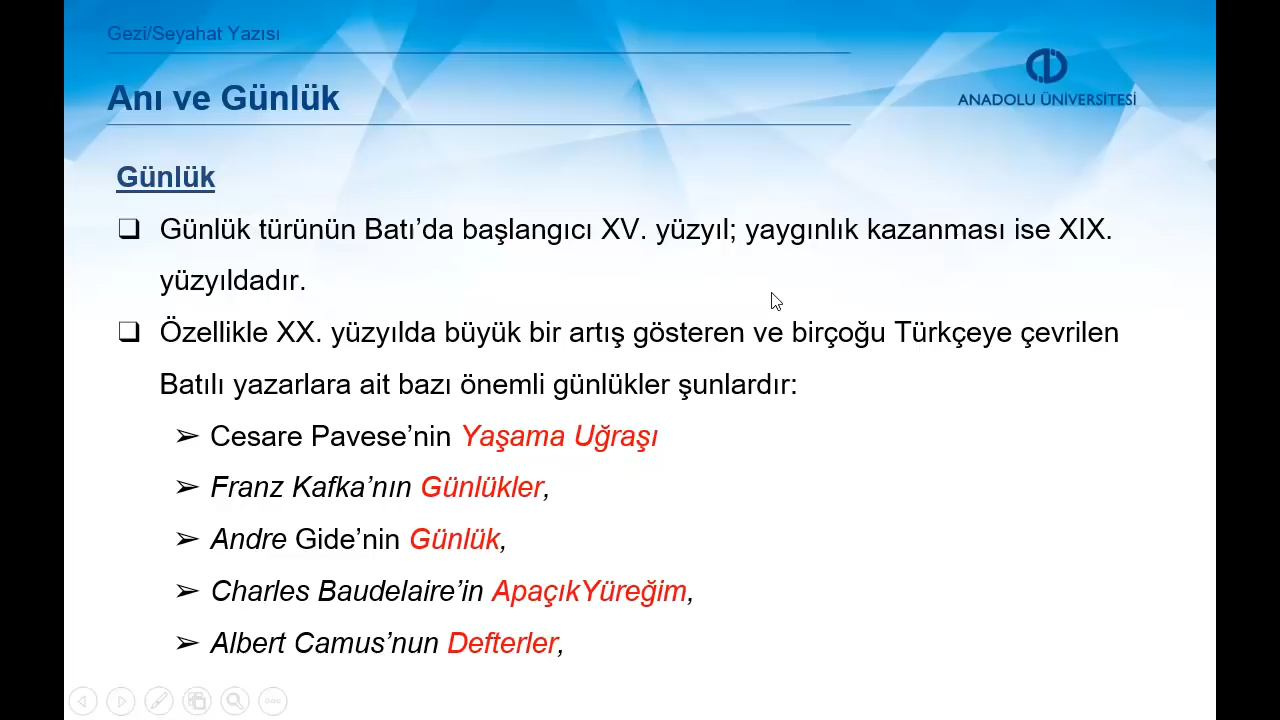 Gezi/Seyahat Yazısı
Anı ve Günlük
ANADOLU ÜNİVERSİTESİ
Günlük
❑ Günlük türünün Batı’da başlangıcı XV. yüzyıl; yaygınlık kazanması ise XIX.
yüzyıldadır.
❑ Özellikle XX. yüzyılda büyük bir artış gösteren ve birçoğu Türkçeye çevrilen
Batılı yazarlara ait bazı önemli günlükler şunlardır:
➢ Cesare Pavese’nin Yaşama Uğraşı
➢ Franz Kafka’nın Günlükler,
➢ Andre Gide’nin Günlük,
➢ Charles Baudelaire’in ApaçıkYüreğim,
➢ Albert Camus’nun Defterler,